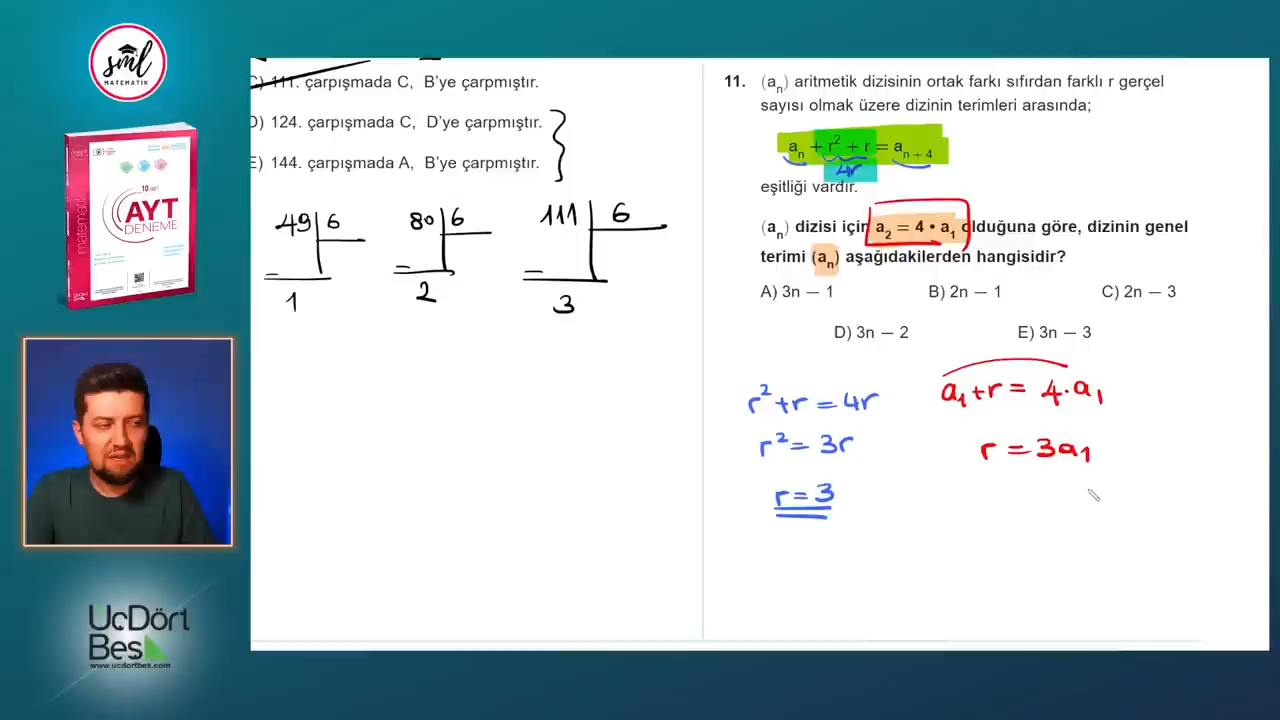 sml
MATEMATİK
10 ADET
AYT
DENEME
matematik
UcDört
Bes
www.ucdortbes.com
C) 111. çarpışmada C, B'ye çarpmıştır.
D) 124. çarpışmada C, D'ye çarpmıştır.
E) 144. çarpışmada A, B'ye çarpmıştır.
49 6
1
80 6
2
111 6
3
11. (aₙ) aritmetik dizisinin ortak farkı sıfırdan farklı r gerçel
sayısı olmak üzere dizinin terimleri arasında;
aₙ + r² + r = aₙ₊₄
4r
eşitliği vardır.
(aₙ) dizisi için a₂ = 4 • a₁ olduğuna göre, dizinin genel
terimi (aₙ) aşağıdakilerden hangisidir?
A) 3n − 1 B) 2n − 1 C) 2n − 3
D) 3n − 2 E) 3n − 3
r² + r = 4r
r² = 3r
r = 3
a₁ + r = 4·a₁
r = 3a₁